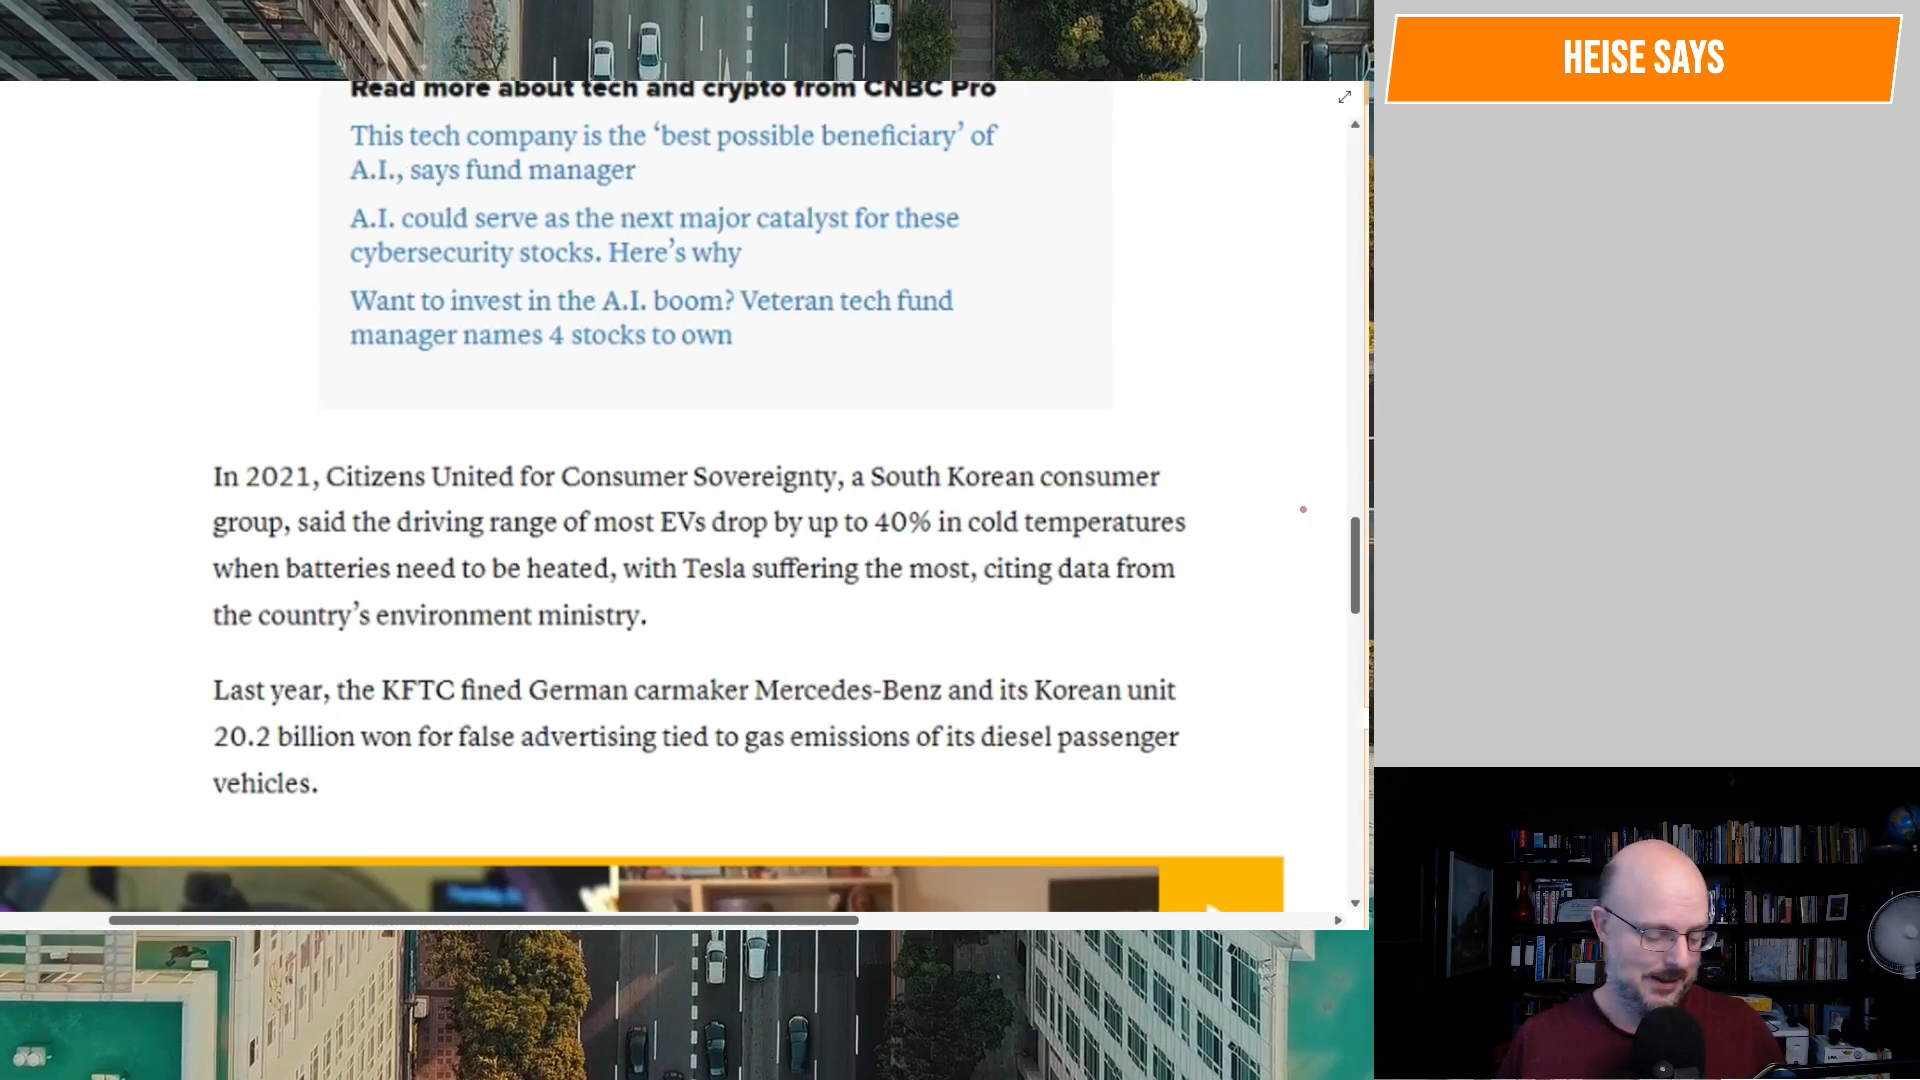 HEISE SAYS
Read more about tech and crypto from CNBC Pro
This tech company is the ‘best possible beneficiary’ of
A.I., says fund manager
A.I. could serve as the next major catalyst for these
cybersecurity stocks. Here’s why
Want to invest in the A.I. boom? Veteran tech fund
manager names 4 stocks to own
In 2021, Citizens United for Consumer Sovereignty, a South Korean consumer
group, said the driving range of most EVs drop by up to 40% in cold temperatures
when batteries need to be heated, with Tesla suffering the most, citing data from
the country’s environment ministry.
Last year, the KFTC fined German carmaker Mercedes-Benz and its Korean unit
20.2 billion won for false advertising tied to gas emissions of its diesel passenger
vehicles.